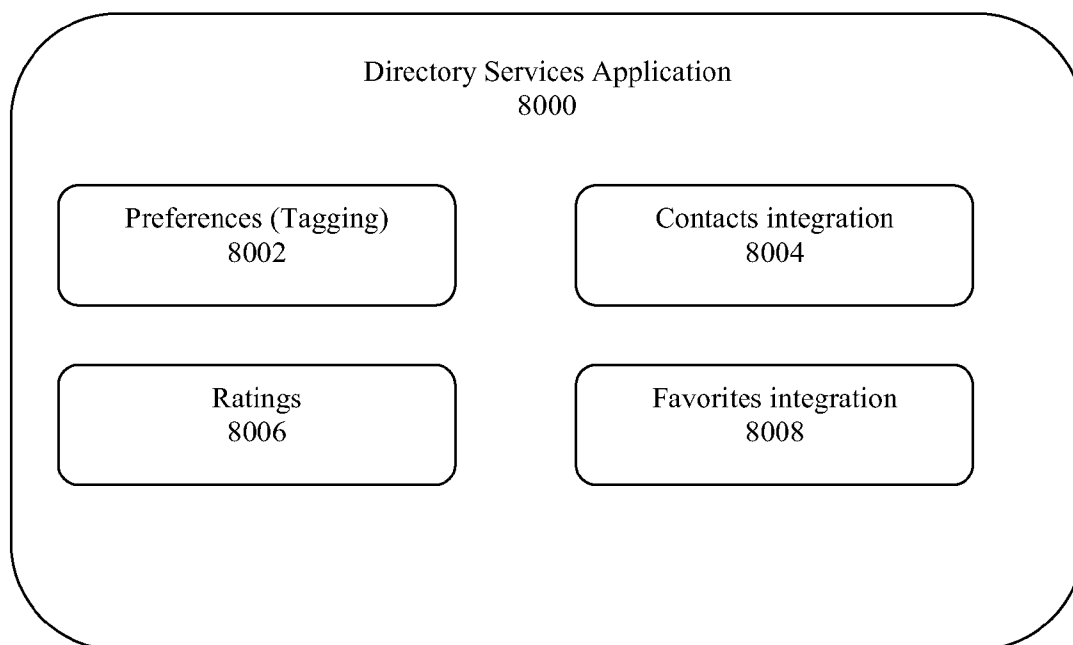 Directory Services Application
8000
Preferences (Tagging)
8002
Contacts integration
8004
Ratings
8006
Favorites integration
8008